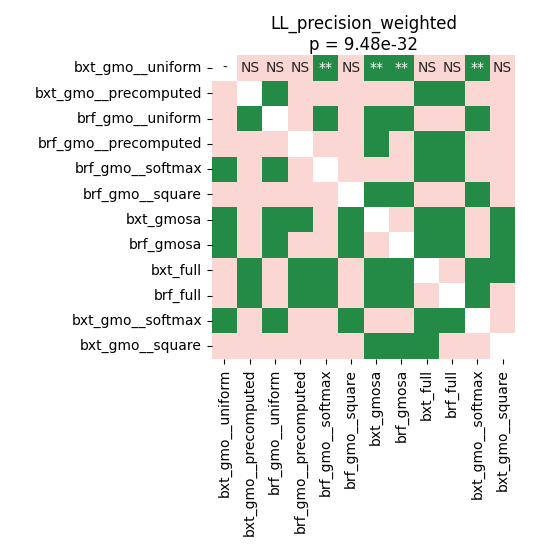 LL_precision_weighted
p = 9.48e-32
bxt_gmo__uniform - NS NS NS ** NS ** ** NS NS ** NS
bxt_gmo__precomputed
brf_gmo__uniform
brf_gmo__precomputed
brf_gmo__softmax
brf_gmo__square
bxt_gmosa
brf_gmosa
bxt_full
brf_full
bxt_gmo__softmax
bxt_gmo__square
bxt_gmo__uniform
bxt_gmo__precomputed
brf_gmo__uniform
brf_gmo__precomputed
brf_gmo__softmax
brf_gmo__square
bxt_gmosa
brf_gmosa
bxt_full
brf_full
bxt_gmo__softmax
bxt_gmo__square